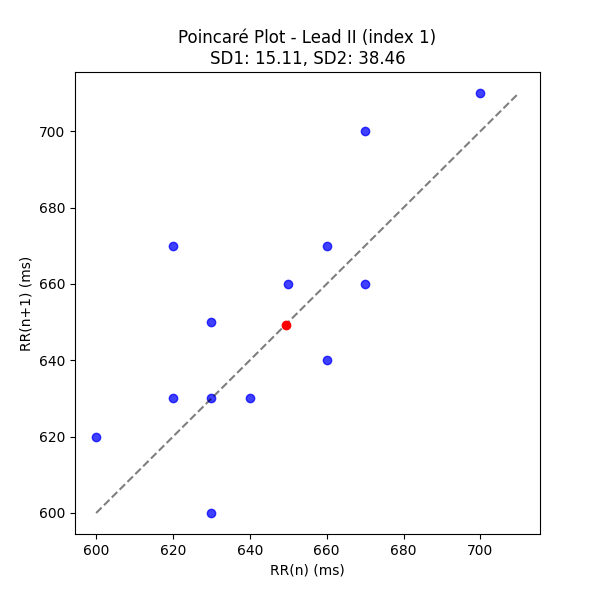 Poincaré Plot - Lead II (index 1)
SD1: 15.11, SD2: 38.46
RR(n+1) (ms)
700
680
660
640
620
600
600 620 640 660 680 700
RR(n) (ms)